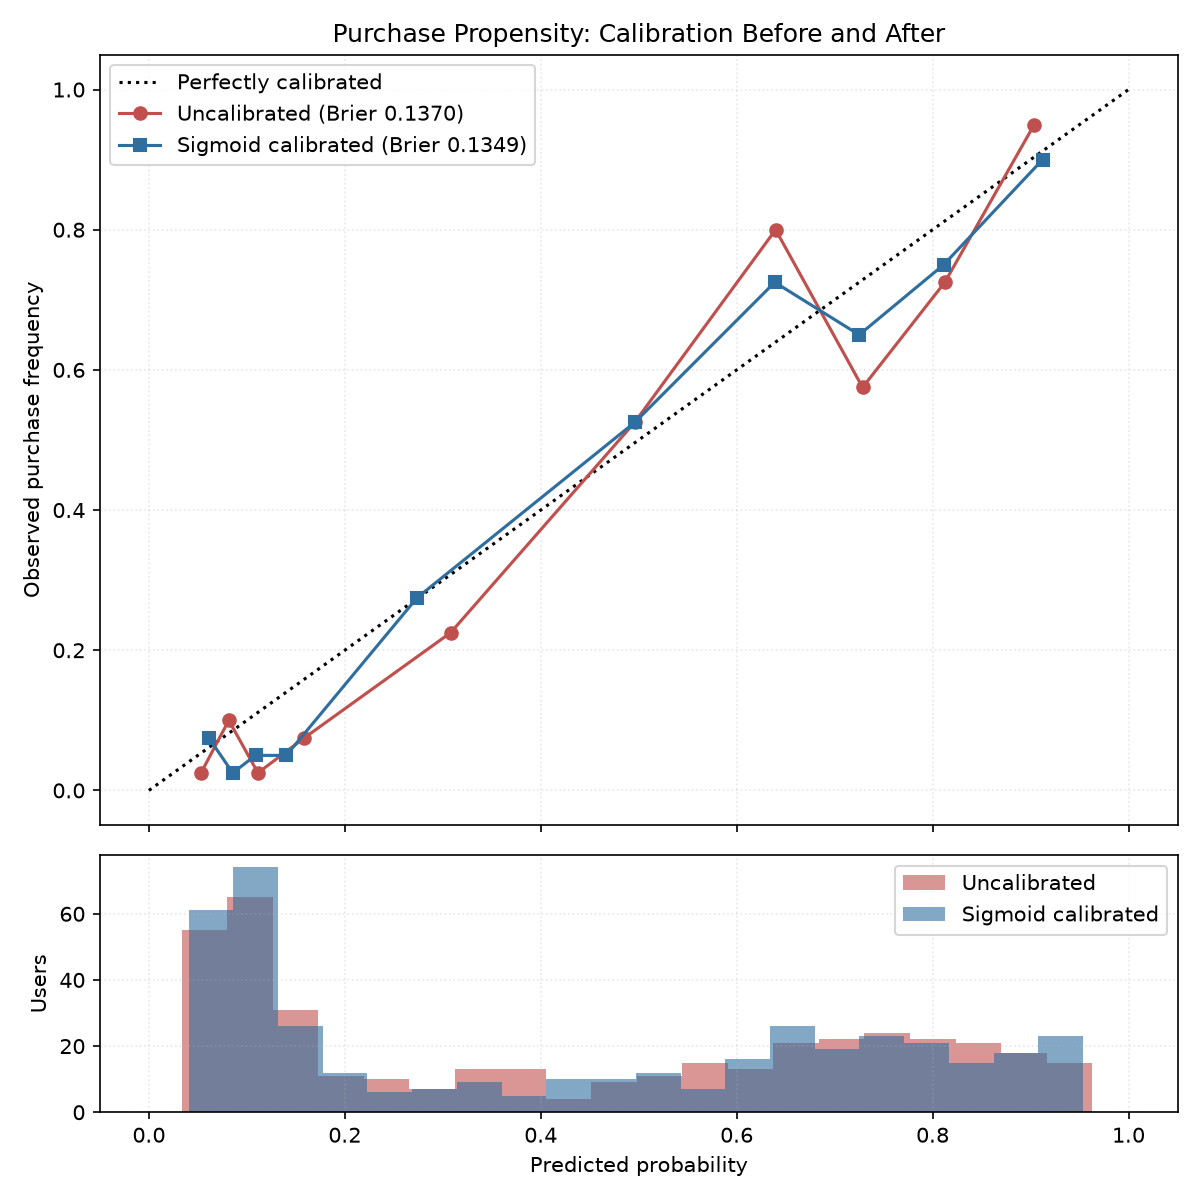 Purchase Propensity: Calibration Before and After
Perfectly calibrated
Uncalibrated (Brier 0.1370)
Sigmoid calibrated (Brier 0.1349)
1.0
0.8
0.6
0.4
0.2
0.0
Observed purchase frequency
Uncalibrated
Sigmoid calibrated
60
40
20
0
Users
0.0 0.2 0.4 0.6 0.8 1.0
Predicted probability